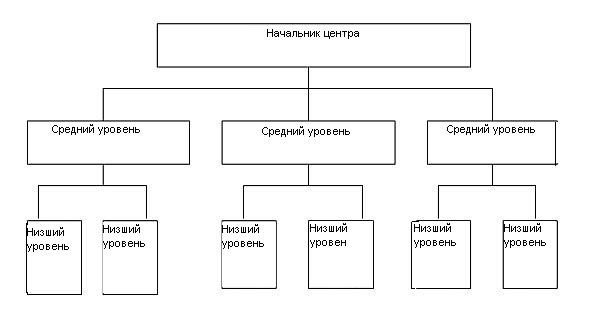 Начальник центра
Средний уровень
Средний уровень
Средний уровень
Низший
уровень
Низший
уровень
Низший
уровень
Низший
уровен
Низший
уровень
Низший
уровень